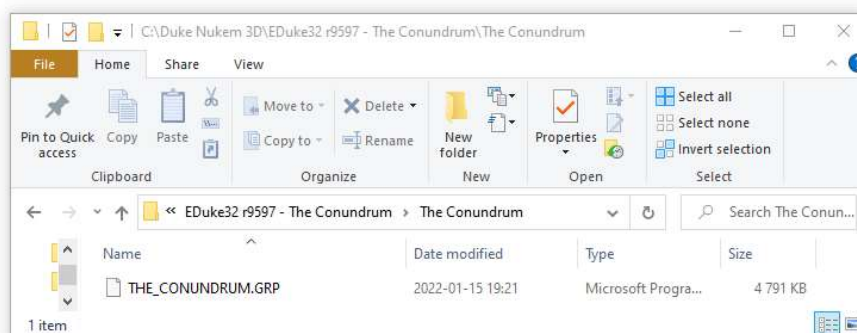 C:\Duke Nukem 3D\EDuke32 r9597 - The Conundrum\The Conundrum
File Home Share View
Pin to Quick access
Copy
Paste
Move to
Copy to
Delete
Rename
New folder
Properties
Select all
Select none
Invert selection
Clipboard Organize New Open Select
« EDuke32 r9597 - The Conundrum › The Conundrum
Search The Conun...
Name Date modified Type Size
THE_CONUNDRUM.GRP 2022-01-15 19:21 Microsoft Progra... 4 791 KB
1 item